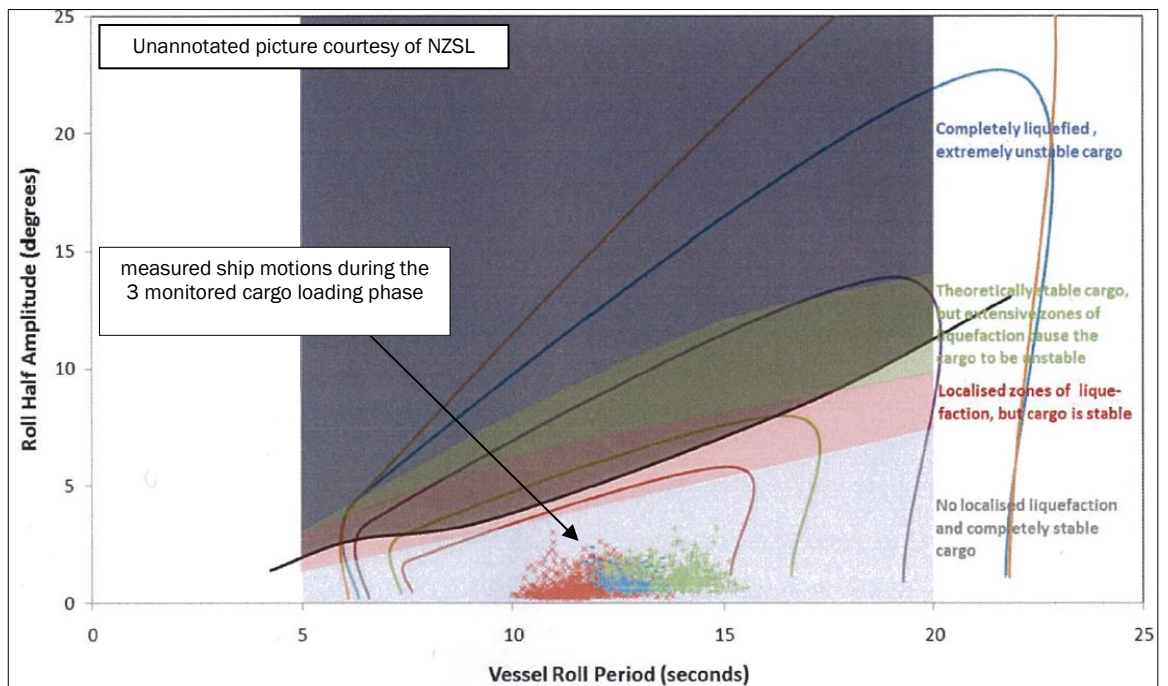 25
Unannotated picture courtesy of NZSL
20
Completely liquefied ,
extremely unstable cargo
Roll Half Amplitude (degrees)
15
measured ship motions during the
3 monitored cargo loading phase
Theoretically stable cargo,
but extensive zones of
liquefaction cause the
cargo to be unstable
10
Localised zones of lique-
faction, but cargo is stable
5
No localised liquefaction
and completely stable
cargo
0
0
5
10
15
20
25
Vessel Roll Period (seconds)